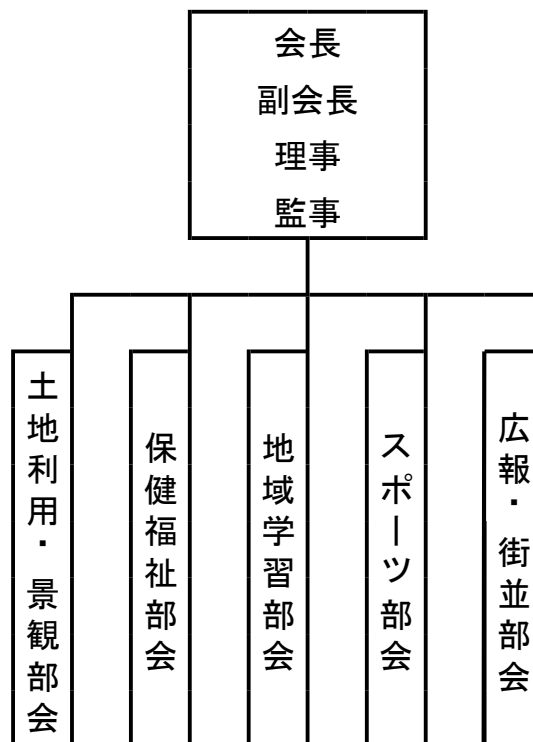 会長
副会長
理事
監事
土地利用・景観部会
保健福祉部会
地域学習部会
スポーツ部会
広報・街並部会